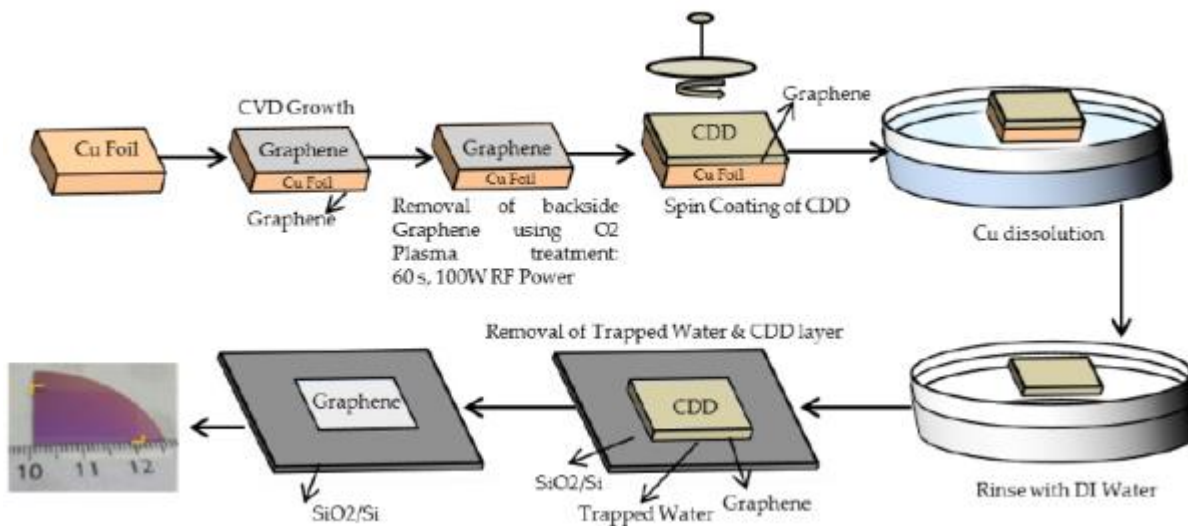 CVD Growth
Cu Foil
Graphene
Cu Foil
Graphene
Graphene
Cu Foil
Removal of backside
Graphene using O2
Plasma treatment:
60 s, 100W RF Power
CDD
Cu Foil
Graphene
Spin Coating of CDD
Cu dissolution
Rinse with DI Water
Removal of Trapped Water & CDD layer
CDD
SiO2/Si
Trapped Water
Graphene
Graphene
SiO2/Si
10 11 12